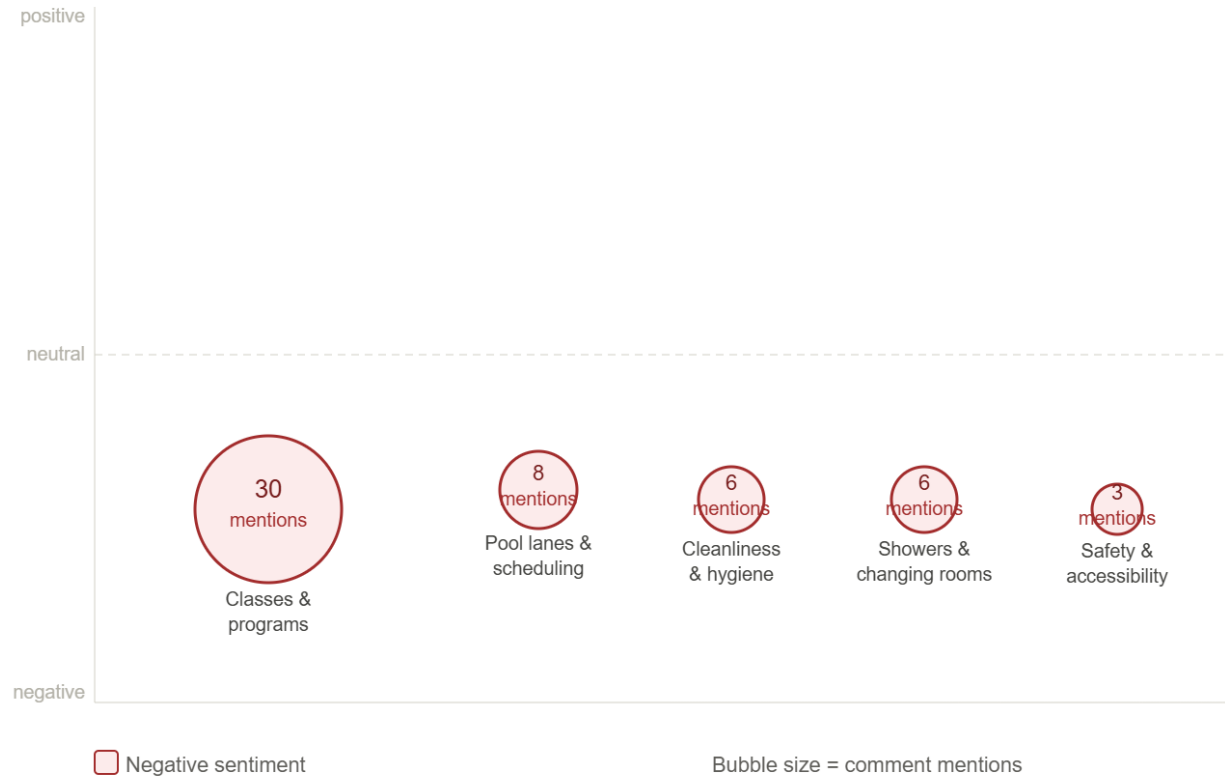 positive
neutral
negative
30
mentions
Classes &
programs
8
mentions
Pool lanes &
scheduling
6
mentions
Cleanliness
& hygiene
6
mentions
Showers &
changing rooms
3
mentions
Safety &
accessibility
Negative sentiment
Bubble size = comment mentions